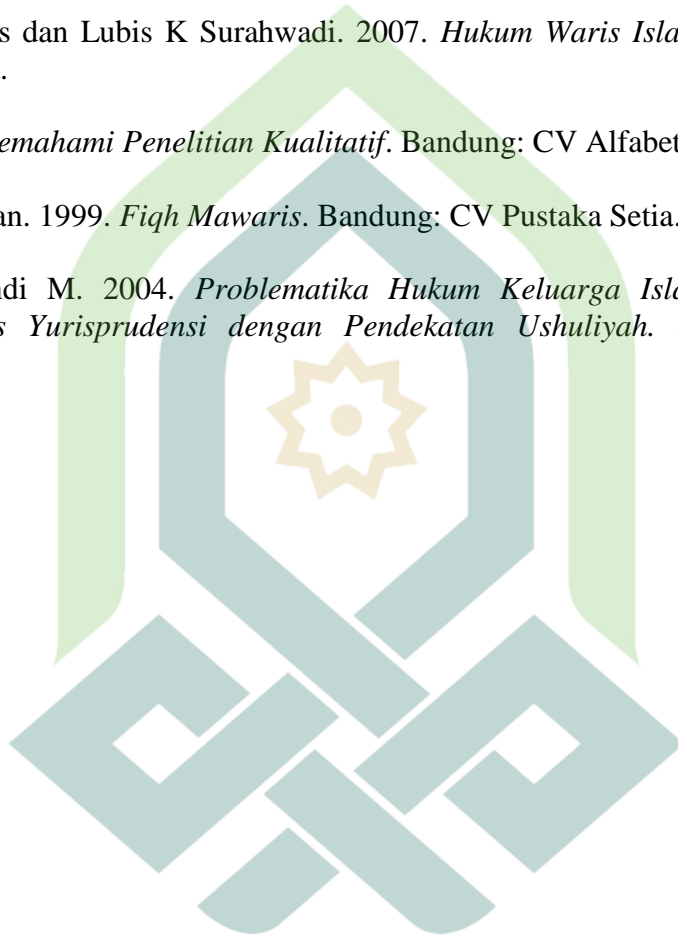 s dan Lubis K Surahwadi. 2007. Hukum Waris Isla
.
emahami Penelitian Kualitatif. Bandung: CV Alfabet
an. 1999. Fiqh Mawaris. Bandung: CV Pustaka Setia.
ndi M. 2004. Problematika Hukum Keluarga Isla
s Yurisprudensi dengan Pendekatan Ushuliyah.